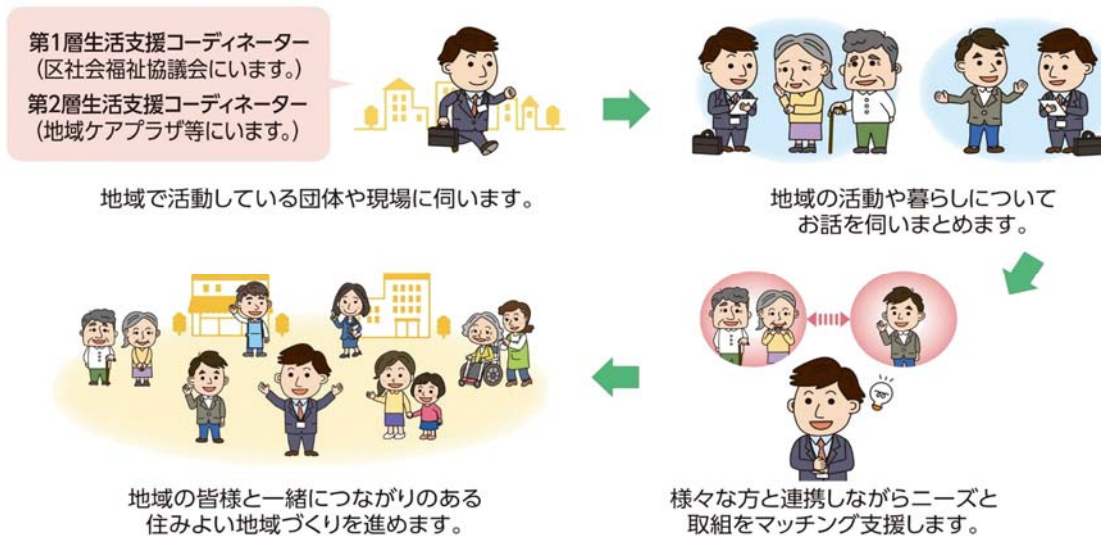 第1層生活支援コーディネーター
(区社会福祉協議会にいます。)
第2層生活支援コーディネーター
(地域ケアプラザ等にいます。)
地域で活動している団体や現場に伺います。
地域の活動や暮らしについて
お話を伺いまとめます。
様々な方と連携しながらニーズと
取組をマッチング支援します。
地域の皆様と一緒につながりのある
住みよい地域づくりを進めます。